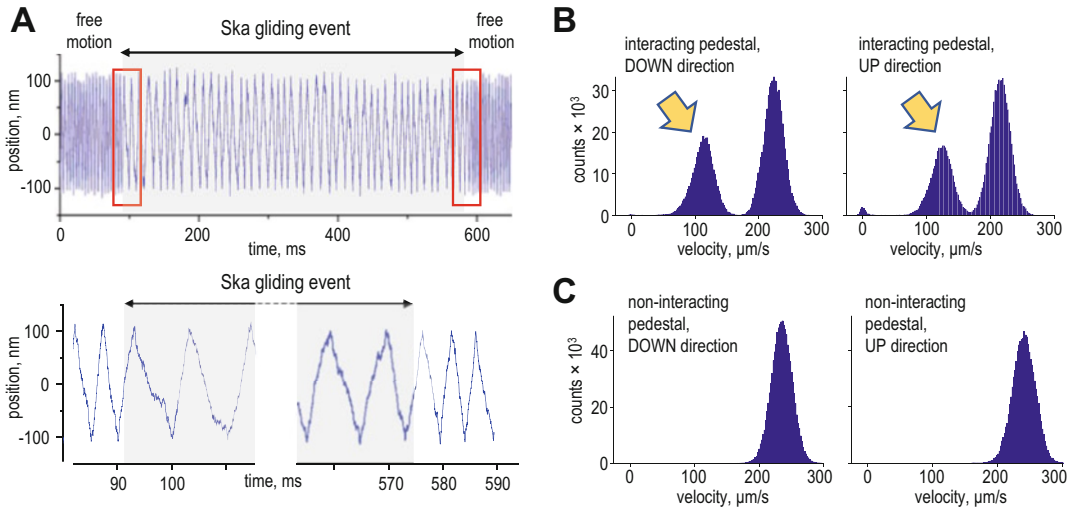 A
free
motion
Ska gliding event
free
motion
position, nm
100
0
-100
0
200
400
600
time, ms
Ska gliding event
position, nm
100
0
-100
90
100
time, ms
570
580
590
B
interacting pedestal,
DOWN direction
interacting pedestal,
UP direction
counts × 10³
30
20
10
0
0
100
200
300
velocity, µm/s
0
100
200
300
velocity, µm/s
C
non-interacting
pedestal,
DOWN direction
non-interacting
pedestal,
UP direction
counts × 10³
40
20
0
0
100
200
300
velocity, µm/s
0
100
200
300
velocity, µm/s